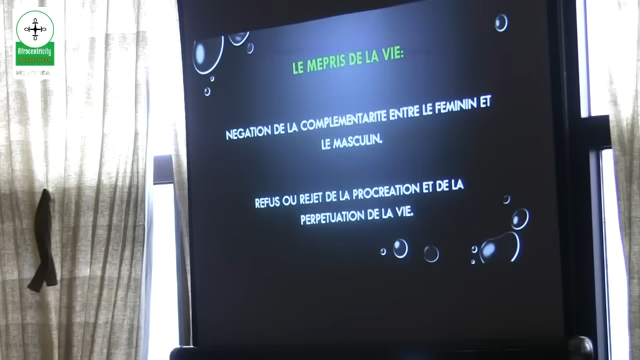 Afrocentricity
LE MEPRIS DE LA VIE:
NEGATION DE LA COMPLEMENTARITE ENTRE LE FEMININ ET
LE MASCULIN.
REFUS OU REJET DE LA PROCREATION ET DE LA
PERPETUATION DE LA VIE.